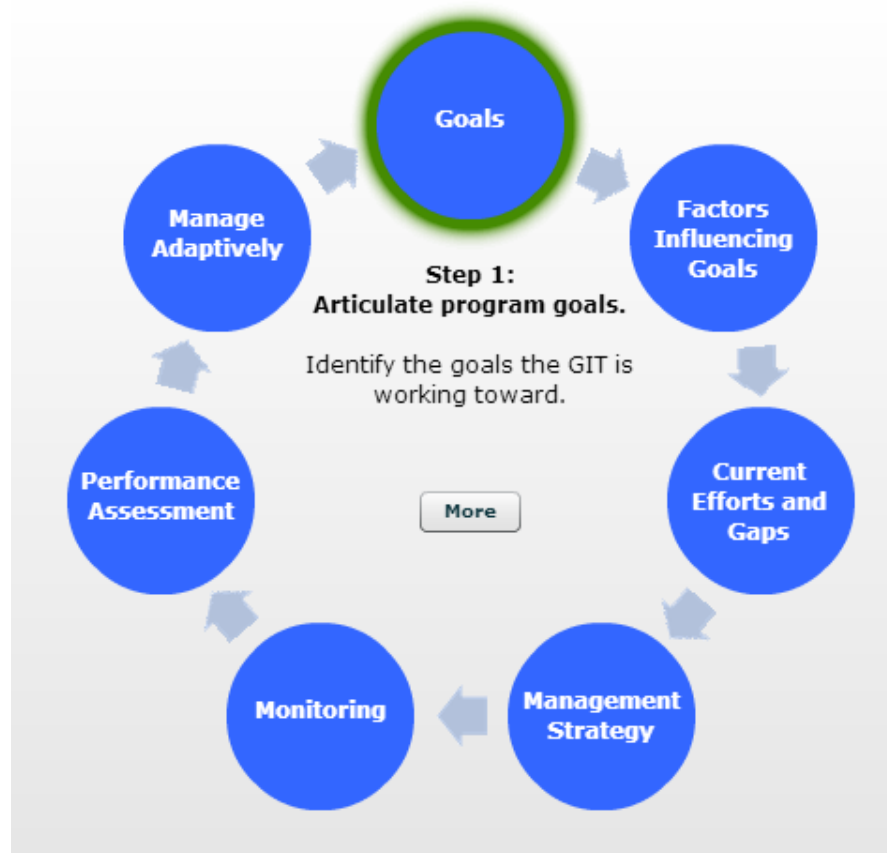 Goals
Factors
Influencing
Goals
Current
Efforts and
Gaps
Management
Strategy
Monitoring
Performance
Assessment
Manage
Adaptively
Step 1:
Articulate program goals.
Identify the goals the GIT is
working toward.
More